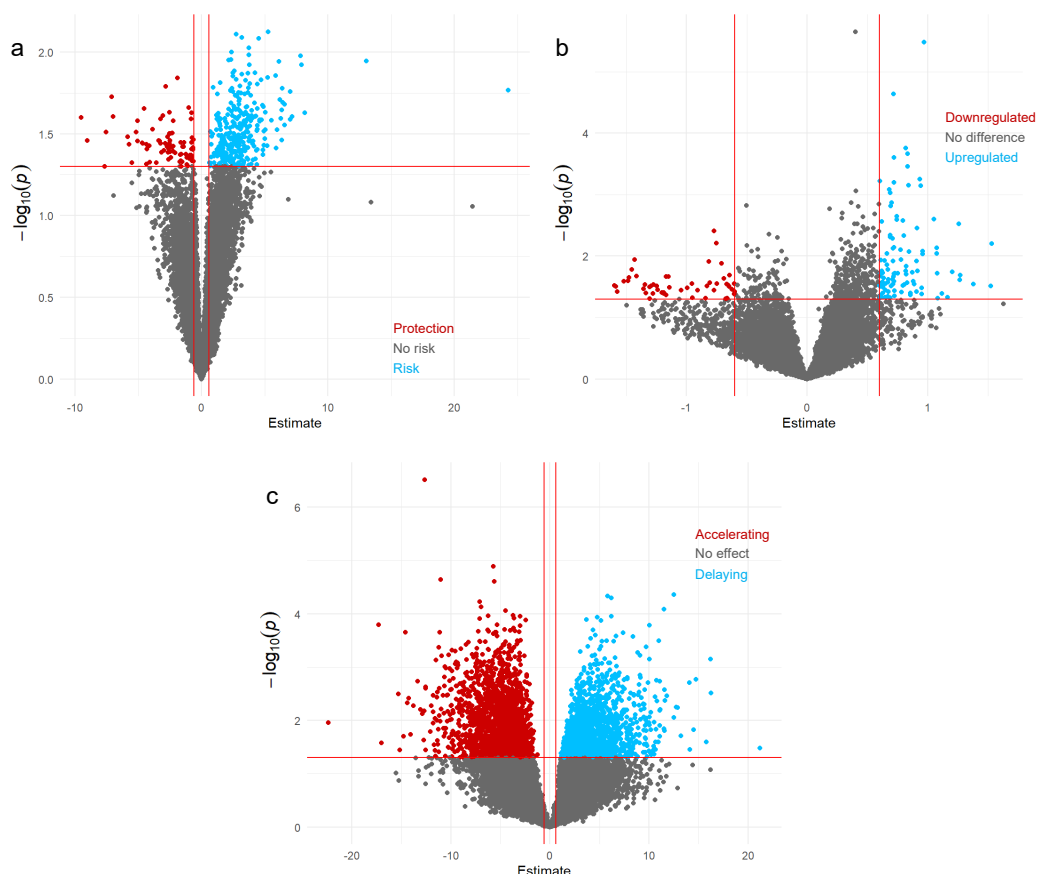 a
2.0
1.5
1.0
0.5
0.0
−log10(p)
Protection
No risk
Risk
-10
0
10
20
Estimate
b
4
2
0
−log10(p)
Downregulated
No difference
Upregulated
-1
0
1
Estimate
c
6
4
2
0
−log10(p)
Accelerating
No effect
Delaying
-20
-10
0
10
20
Estimate